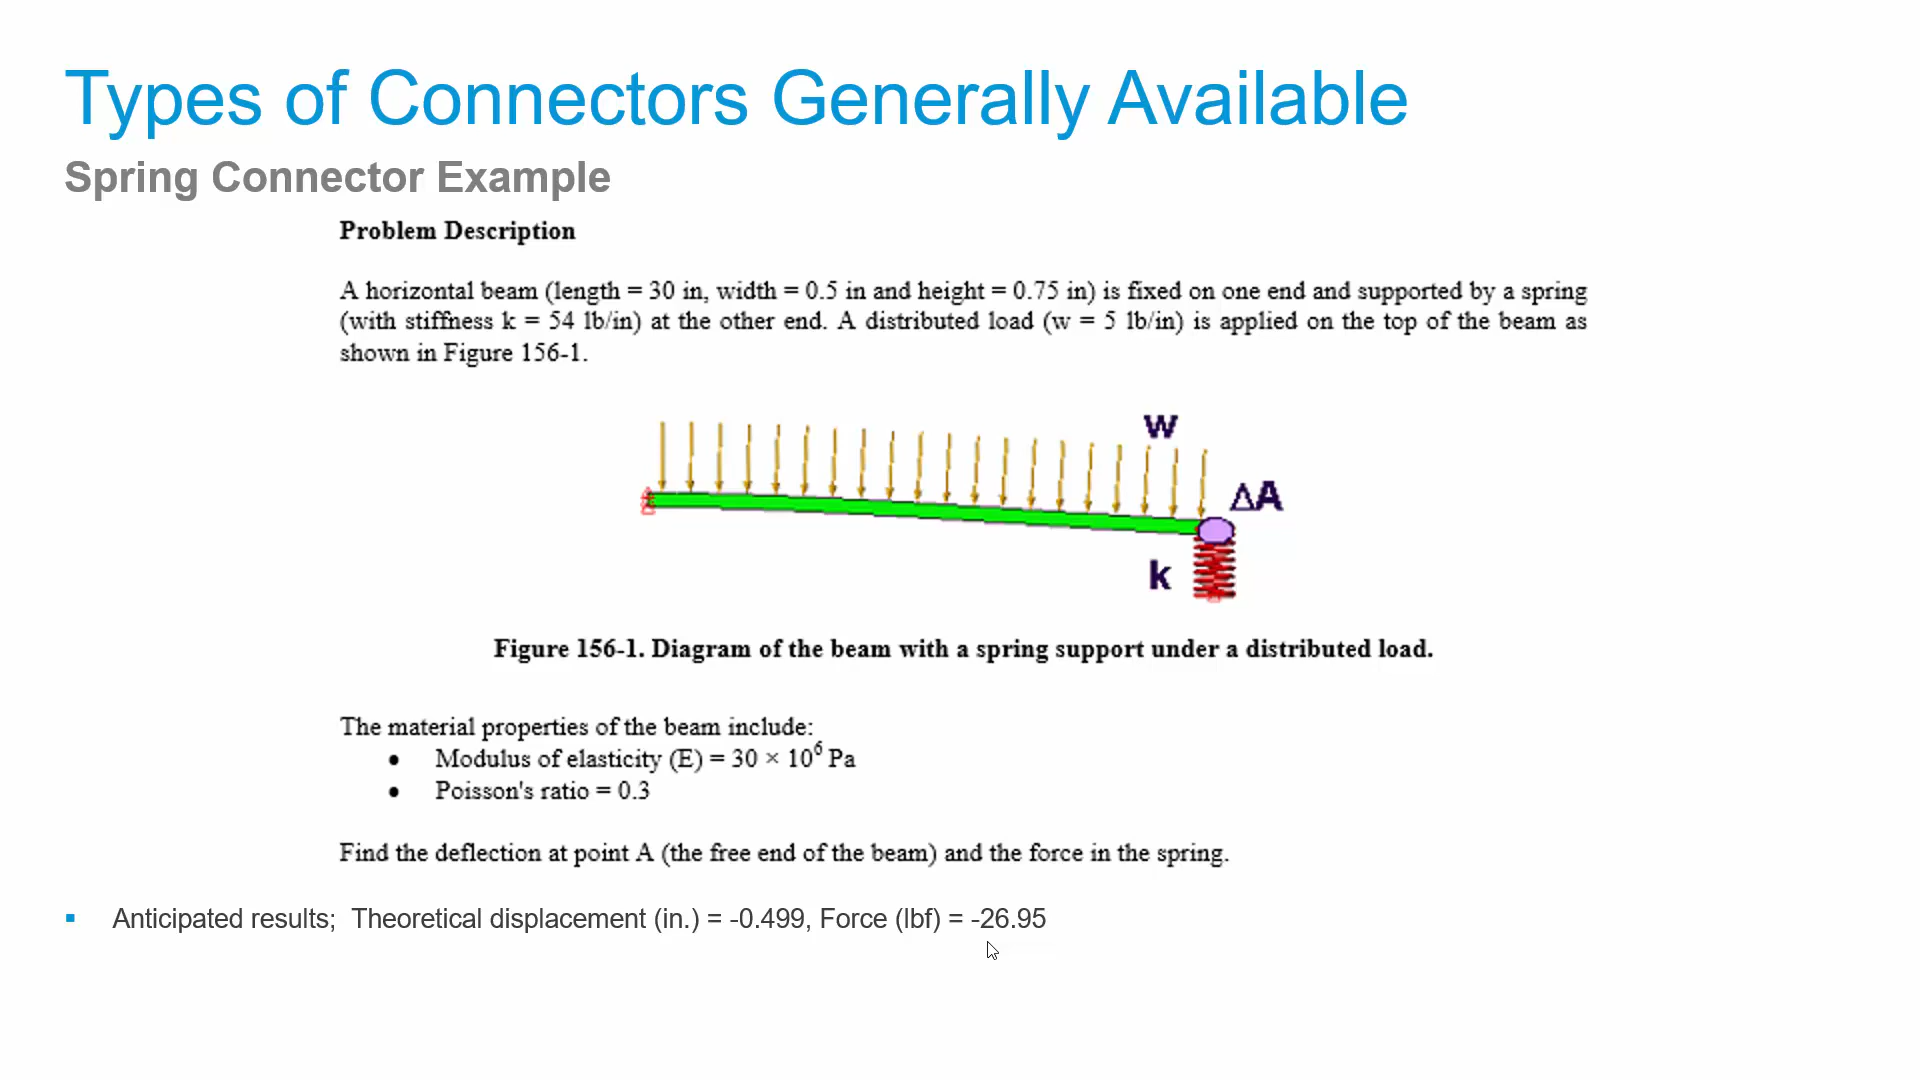 Types of Connectors Generally Available
Spring Connector Example
Problem Description
A horizontal beam (length = 30 in, width = 0.5 in and height = 0.75 in) is fixed on one end and supported by a spring
(with stiffness k = 54 lb/in) at the other end. A distributed load (w = 5 lb/in) is applied on the top of the beam as
shown in Figure 156-1.
w
ΔA
k
Figure 156-1. Diagram of the beam with a spring support under a distributed load.
The material properties of the beam include:
• Modulus of elasticity (E) = 30 × 10⁶ Pa
• Poisson's ratio = 0.3
Find the deflection at point A (the free end of the beam) and the force in the spring.
▪ Anticipated results; Theoretical displacement (in.) = -0.499, Force (lbf) = -26.95